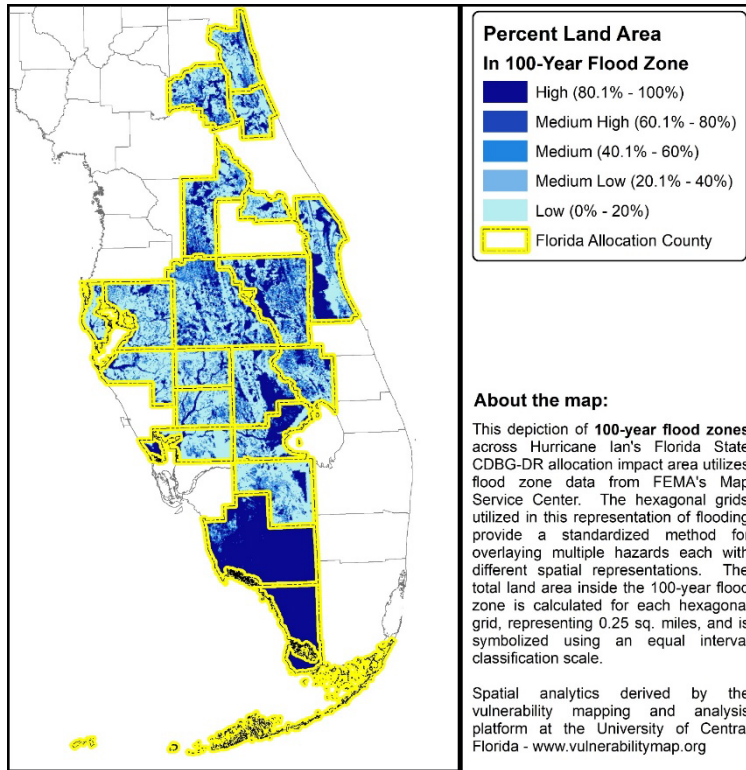 Percent Land Area
In 100-Year Flood Zone
High (80.1% - 100%)
Medium High (60.1% - 80%)
Medium (40.1% - 60%)
Medium Low (20.1% - 40%)
Low (0% - 20%)
Florida Allocation County
About the map:
This depiction of 100-year flood zones
across Hurricane Ian's Florida State
CDBG-DR allocation impact area utilizes
flood zone data from FEMA's Map
Service Center. The hexagonal grids
utilized in this representation of flooding
provide a standardized method for
overlaying multiple hazards each with
different spatial representations. The
total land area inside the 100-year flood
zone is calculated for each hexagona
grid, representing 0.25 sq. miles, and is
symbolized using an equal interva
classification scale.
Spatial analytics derived by the
vulnerability mapping and analysis
platform at the University of Centra
Florida - www.vulnerabilitymap.org